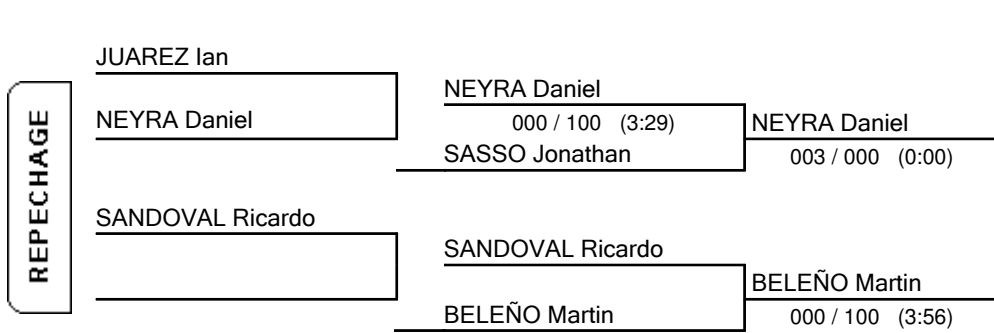 REPECHAGE
JUAREZ Ian
NEYRA Daniel
SANDOVAL Ricardo
NEYRA Daniel
000 / 100 (3:29)
SASSO Jonathan
SANDOVAL Ricardo
BELEÑO Martin
NEYRA Daniel
003 / 000 (0:00)
BELEÑO Martin
000 / 100 (3:56)